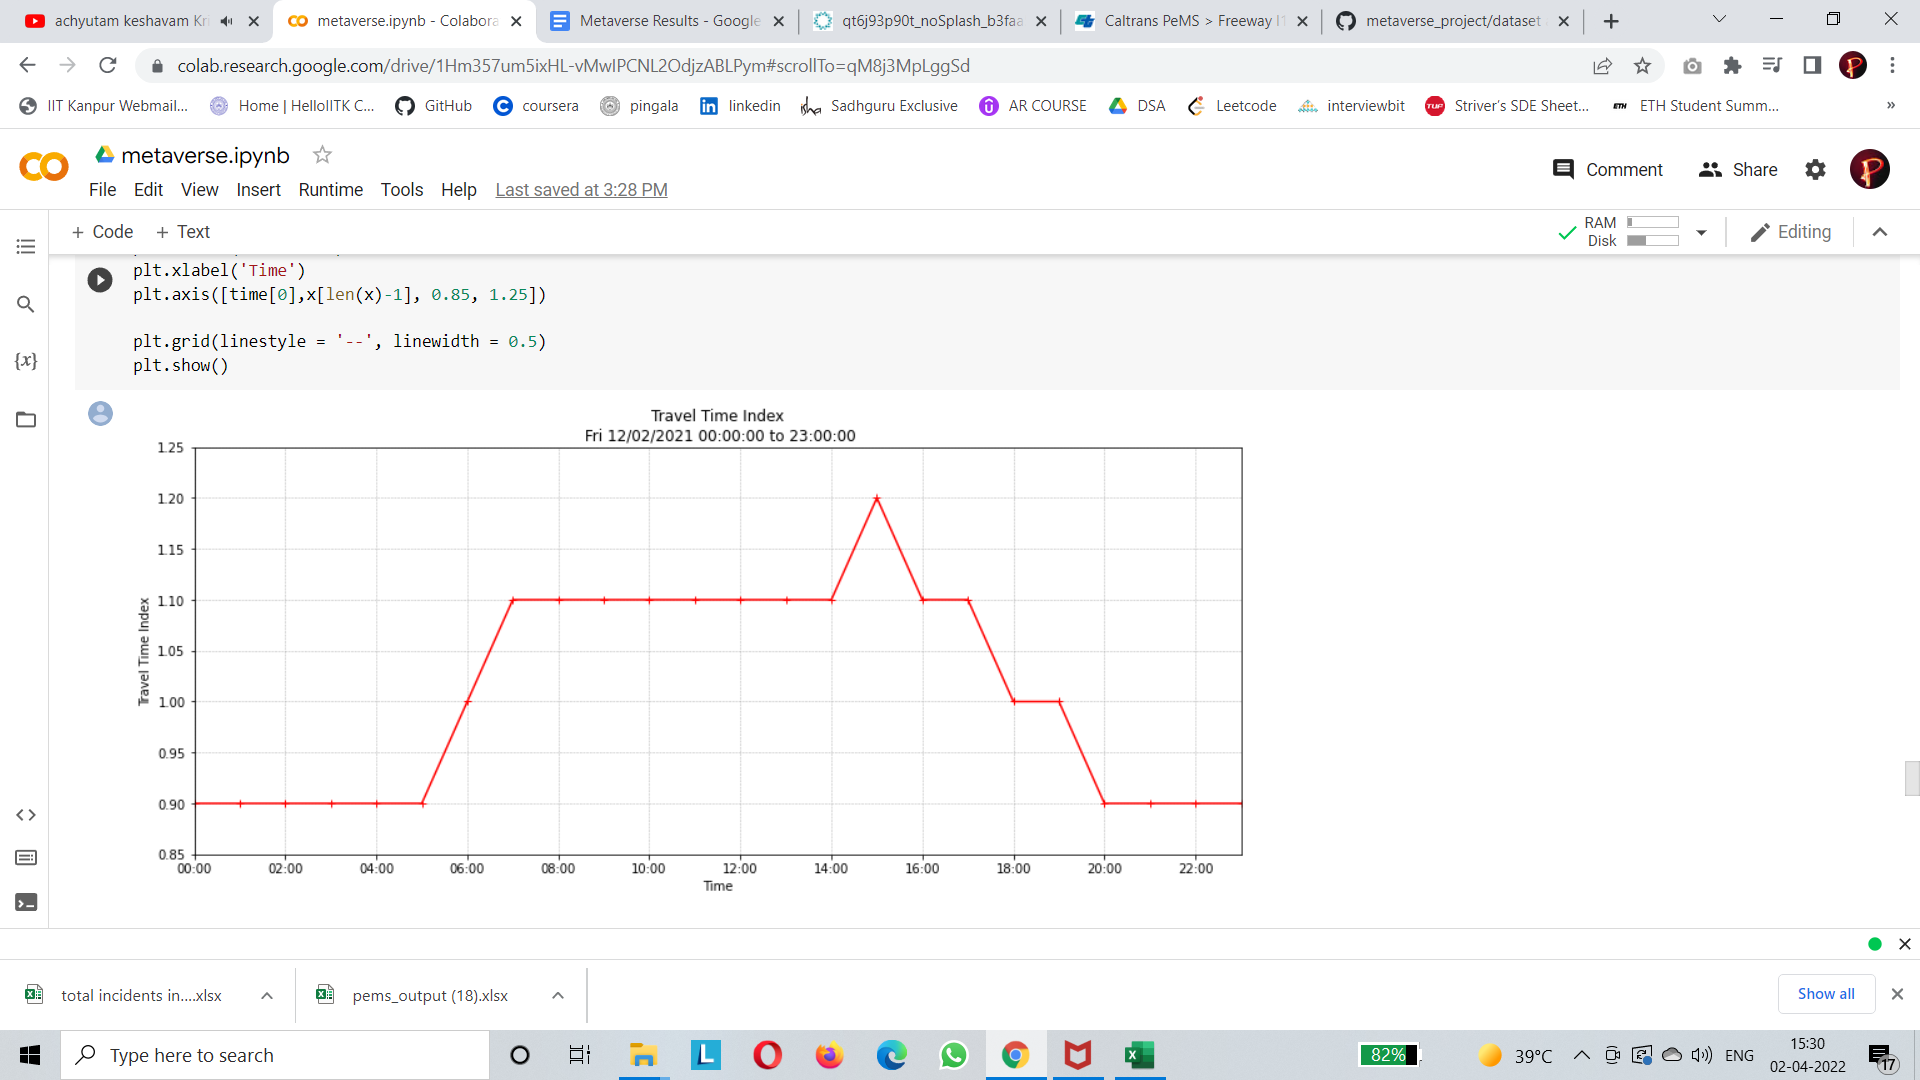 achyutam keshavam Kri
metaverse.ipynb - Colabora
Metaverse Results - Google
qt6j93p90t_noSplash_b3faa
Caltrans PeMS > Freeway I1
metaverse_project/dataset
colab.research.google.com/drive/1Hm357um5ixHL-vMwIPCNL2OdjzABLPym#scrollTo=qM8j3MpLggSd
IIT Kanpur Webmail... Home | HelloIITK C... GitHub coursera pingala linkedin Sadhguru Exclusive AR COURSE DSA Leetcode interviewbit Striver's SDE Sheet... ETH Student Summ... »
metaverse.ipynb
File Edit View Insert Runtime Tools Help Last saved at 3:28 PM
Comment Share
+ Code + Text
RAM
Disk
Editing
plt.xlabel('Time')
plt.axis([time[0],x[len(x)-1], 0.85, 1.25])
plt.grid(linestyle = '--', linewidth = 0.5)
plt.show()
{x}
Travel Time Index
Fri 12/02/2021 00:00:00 to 23:00:00
1.25
1.20
1.15
1.10
1.05
1.00
0.95
0.90
0.85
Travel Time Index
00:00 02:00 04:00 06:00 08:00 10:00 12:00 14:00 16:00 18:00 20:00 22:00
Time
total incidents in....xlsx
pems_output (18).xlsx
Show all
Type here to search
82%
39°C
ENG
15:30
02-04-2022
17